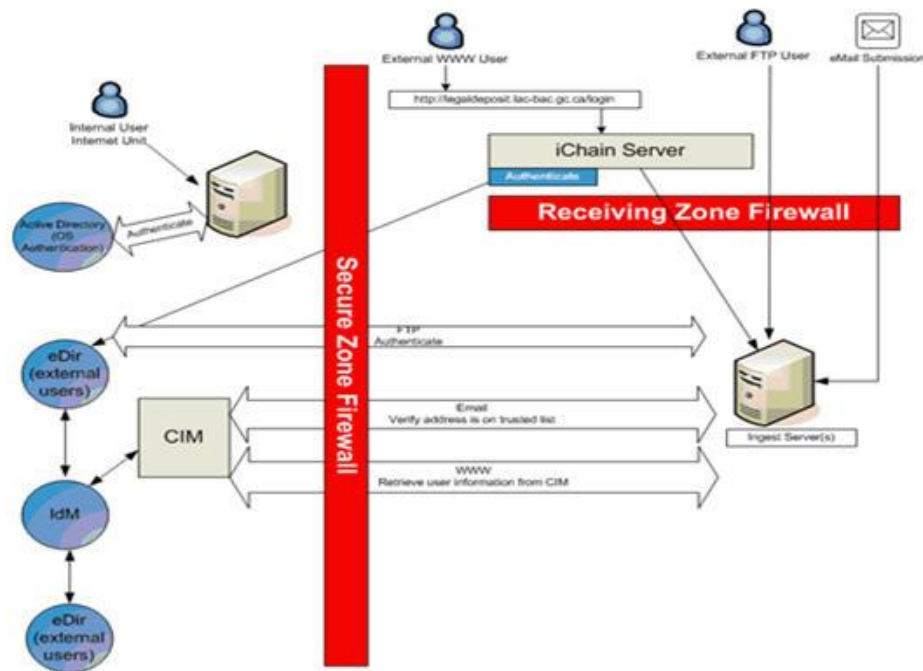 External WWW User
External FTP User
eMail Submission
http://legaldeposit.lac-bac.gc.ca/login
Internal User
Internet Unit
iChain Server
Authenticate
Receiving Zone Firewall
Active Directory
(OS
Authentication)
Authenticate
Secure Zone Firewall
FTP
Authenticate
eDir
(external
users)
Email
Verify address is on trusted list
CIM
Ingest Server(s)
WWW
Retrieve user information from CIM
IdM
eDir
(external
users)